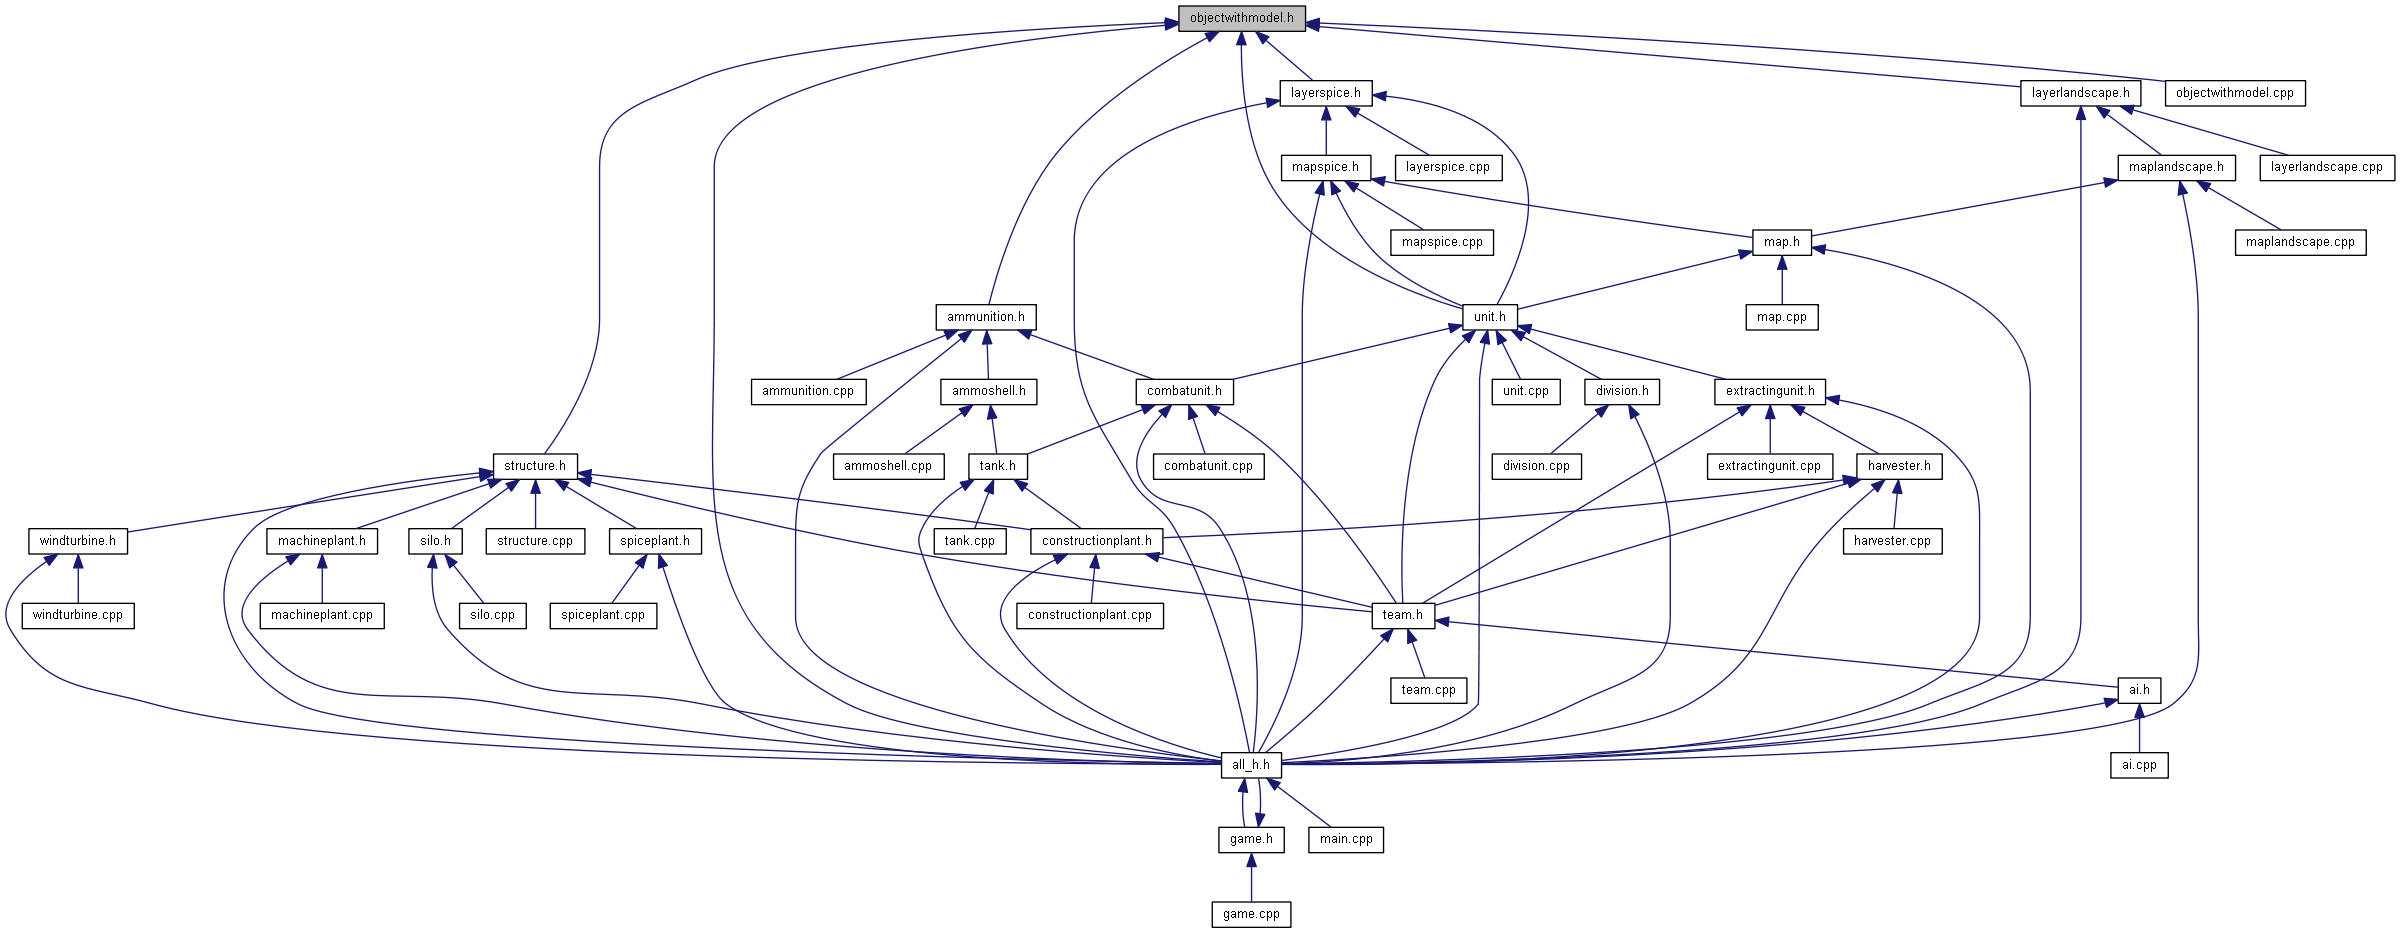 objectwithmodel.h
layerspice.h
layerlandscape.h
objectwithmodel.cpp
mapspice.h
layerspice.cpp
maplandscape.h
layerlandscape.cpp
mapspice.cpp
map.h
maplandscape.cpp
ammunition.h
unit.h
map.cpp
ammunition.cpp
ammoshell.h
combatunit.h
unit.cpp
division.h
extractingunit.h
structure.h
ammoshell.cpp
tank.h
combatunit.cpp
division.cpp
extractingunit.cpp
harvester.h
windturbine.h
machineplant.h
silo.h
structure.cpp
spiceplant.h
tank.cpp
constructionplant.h
harvester.cpp
windturbine.cpp
machineplant.cpp
silo.cpp
spiceplant.cpp
constructionplant.cpp
team.h
team.cpp
ai.h
all_h.h
ai.cpp
game.h
main.cpp
game.cpp